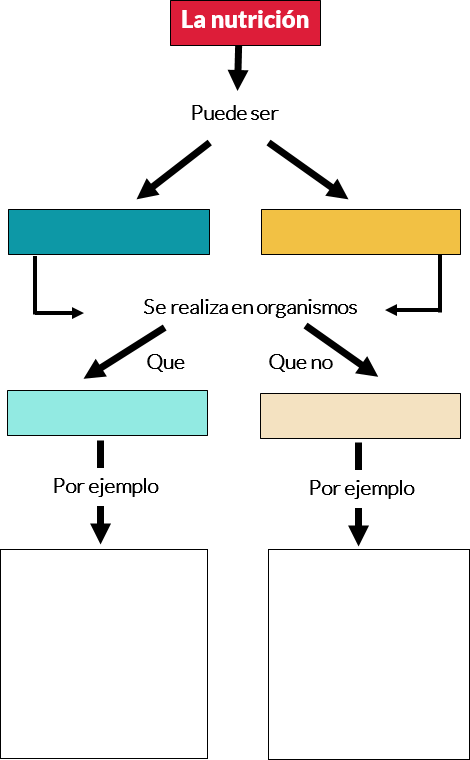 La nutrición
Puede ser
Se realiza en organismos
Que
Que no
Por ejemplo
Por ejemplo